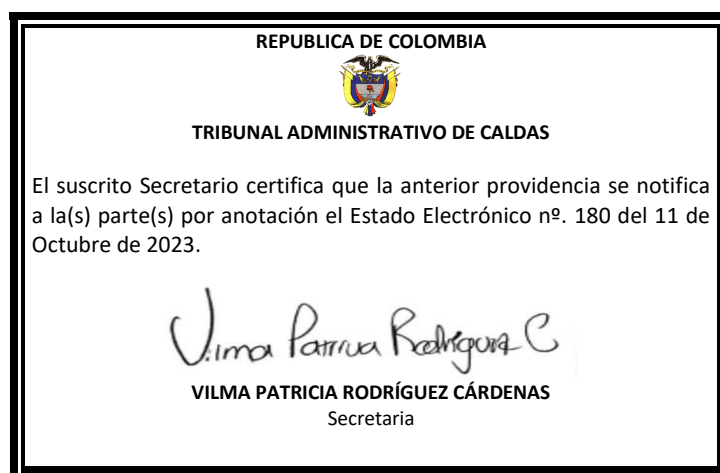 REPUBLICA DE COLOMBIA
TRIBUNAL ADMINISTRATIVO DE CALDAS
El suscrito Secretario certifica que la anterior providencia se notifica
a la(s) parte(s) por anotación el Estado Electrónico nº. 180 del 11 de
Octubre de 2023.
Vilma Patricia Rodríguez C
VILMA PATRICIA RODRÍGUEZ CÁRDENAS
Secretaria